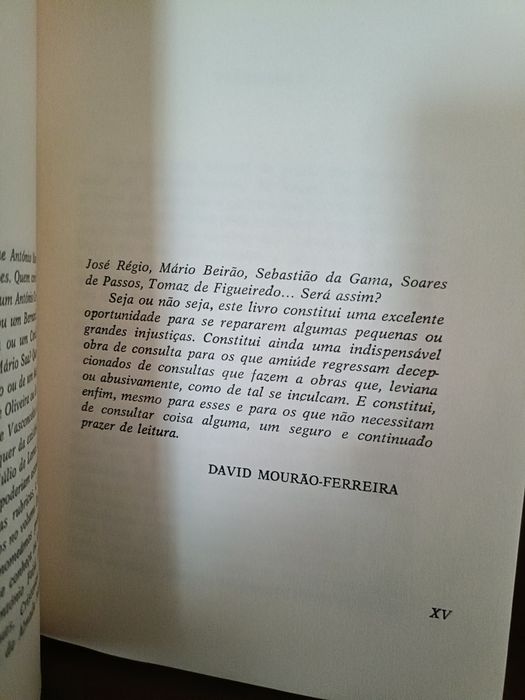 José Régio, Mário Beirão, Sebastião da Gama, Soares
de Passos, Tomaz de Figueiredo... Será assim?
Seja ou não seja, este livro constitui uma excelente
oportunidade para se repararem algumas pequenas ou
grandes injustiças. Constitui ainda uma indispensável
obra de consulta para os que amiúde regressam decep-
cionados de consultas que fazem a obras que, leviana
ou abusivamente, como de tal se inculcam. E constitui,
enfim, mesmo para esses e para os que não necessitam
de consultar coisa alguma, um seguro e continuado
prazer de leitura.
DAVID MOURÃO-FERREIRA
XV